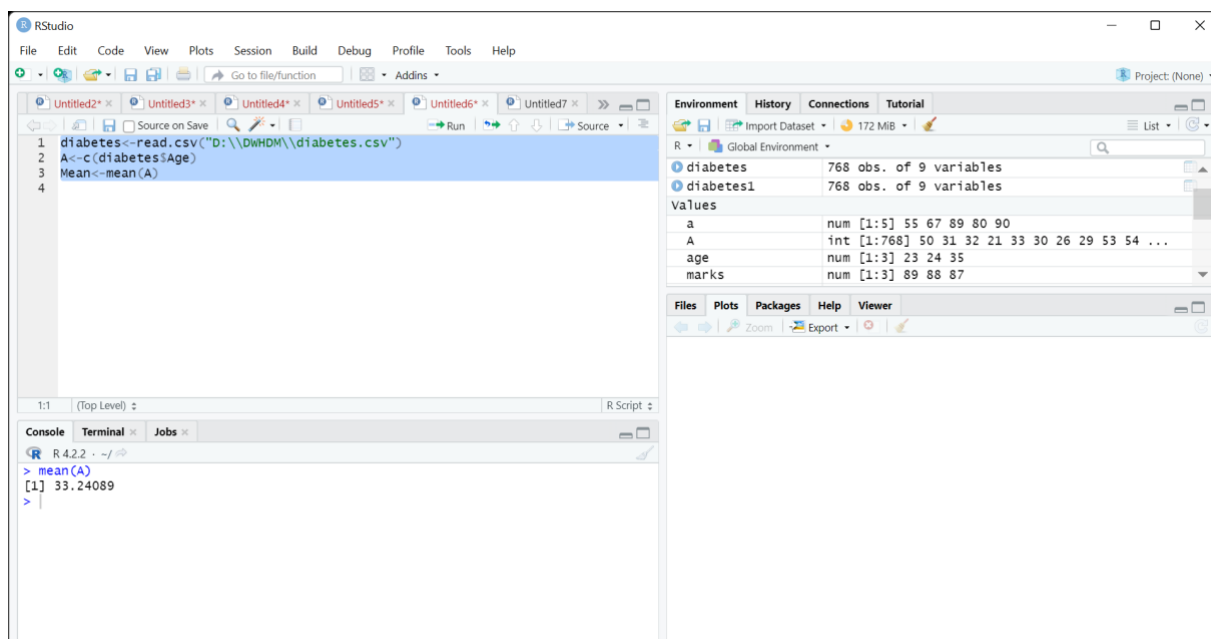 RStudio
File Edit Code View Plots Session Build Debug Profile Tools Help
Go to file/function Addins Project: (None)
Untitled2* Untitled3* Untitled4* Untitled5* Untitled6* Untitled7
Source on Save Run Source
1 diabetes<-read.csv("D:\\DWHDM\\diabetes.csv")
2 A<-c(diabetes$Age)
3 Mean<-mean(A)
4
1:1 (Top Level) R Script
Console Terminal Jobs
R 4.2.2 · ~/
> mean(A)
[1] 33.24089
>
Environment History Connections Tutorial
Import Dataset 172 MiB List
R Global Environment
diabetes 768 obs. of 9 variables
diabetes1 768 obs. of 9 variables
Values
a num [1:5] 55 67 89 80 90
A int [1:768] 50 31 32 21 33 30 26 29 53 54 ...
age num [1:3] 23 24 35
marks num [1:3] 89 88 87
Files Plots Packages Help Viewer
Zoom Export